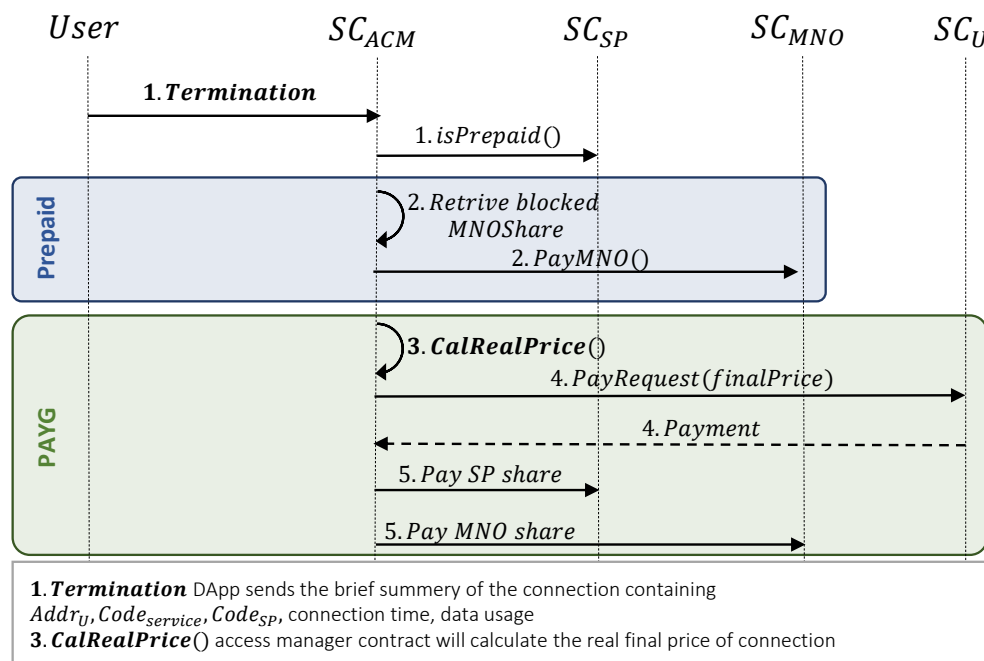 User SC_ACM SC_SP SC_MNO SC_U
1. Termination
1. isPrepaid()
Prepaid
2. Retrive blocked
MNOShare
2. PayMNO()
PAYG
3. CalRealPrice()
4. PayRequest(finalPrice)
4. Payment
5. Pay SP share
5. Pay MNO share
1. Termination DApp sends the brief summery of the connection containing
Addr_U, Code_service, Code_SP, connection time, data usage
3. CalRealPrice() access manager contract will calculate the real final price of connection